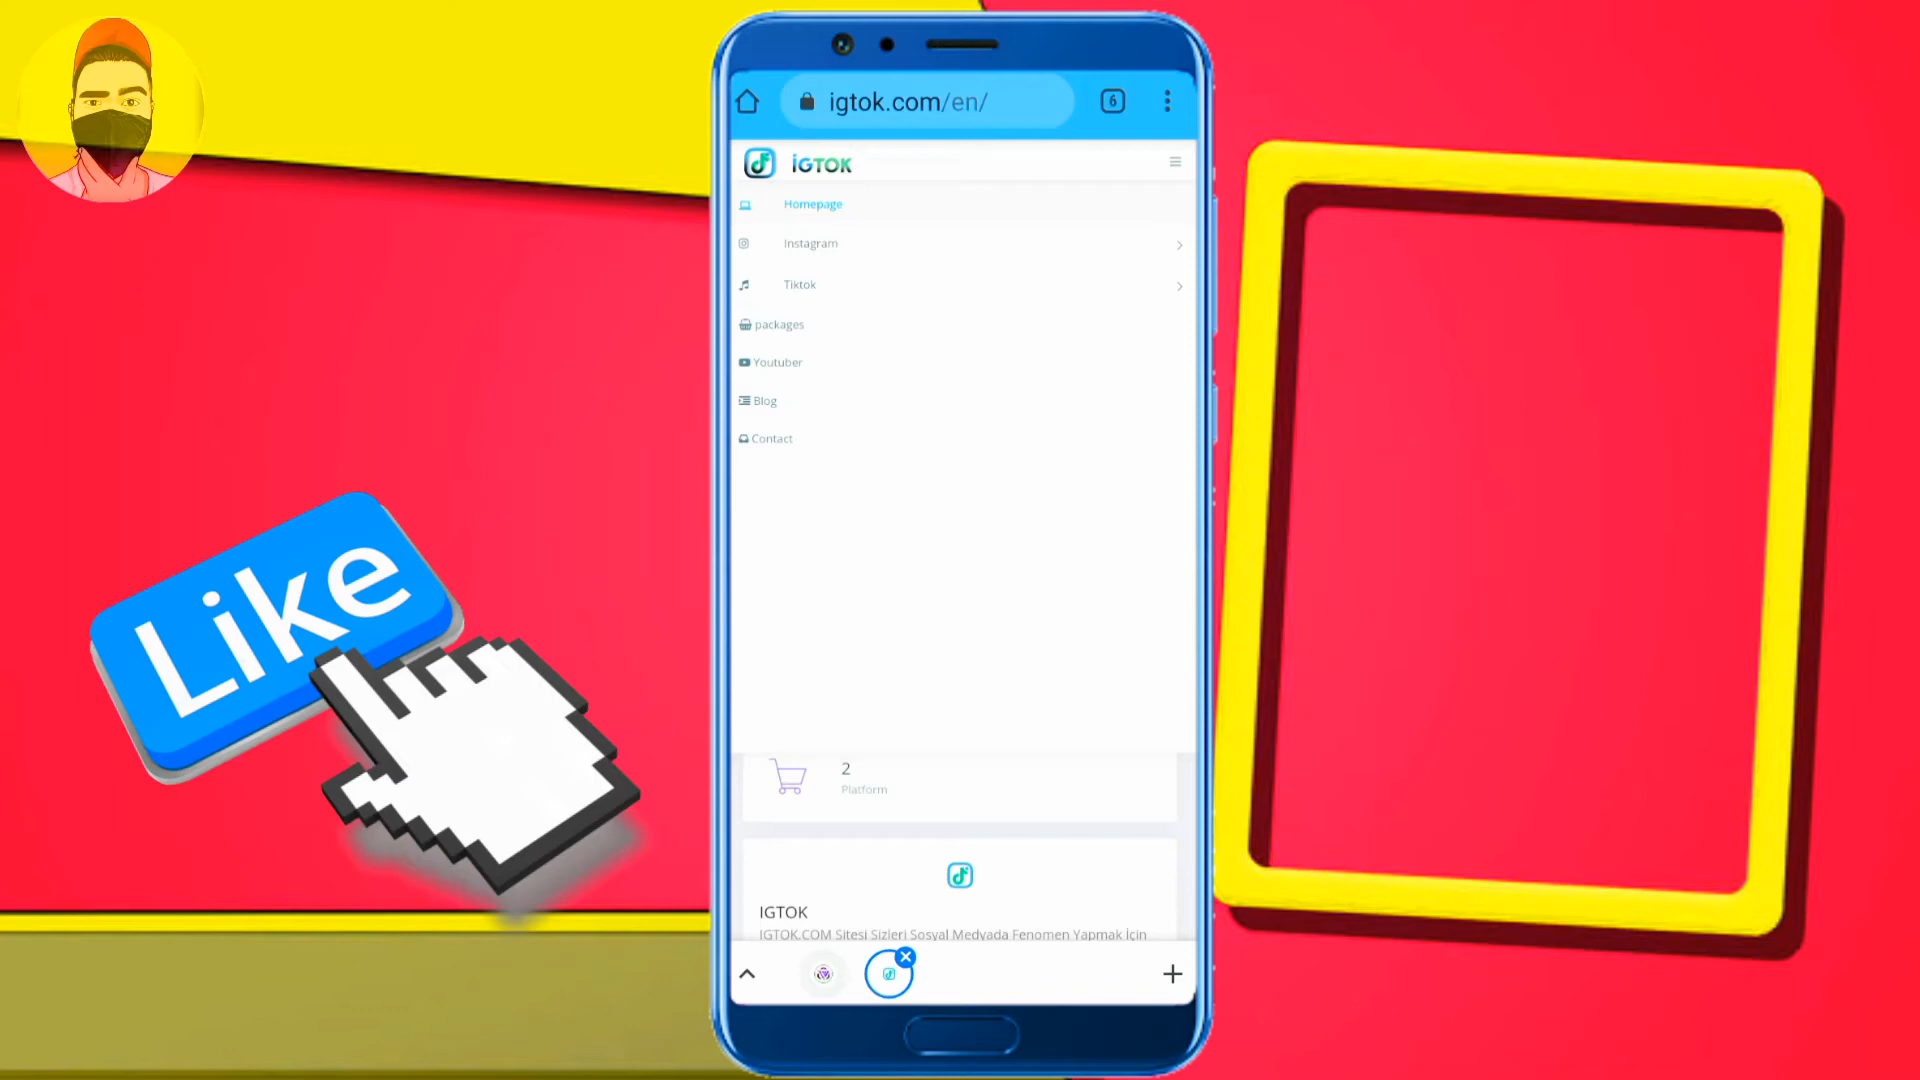 igtok.com/en/
6
iGTOK
Homepage
Instagram
Tiktok
packages
Youtuber
Blog
Contact
Like
2
Platform
IGTOK
IGTOK.COM Sitesi Sizleri Sosyal Medyada Fenomen Yapmak İçin